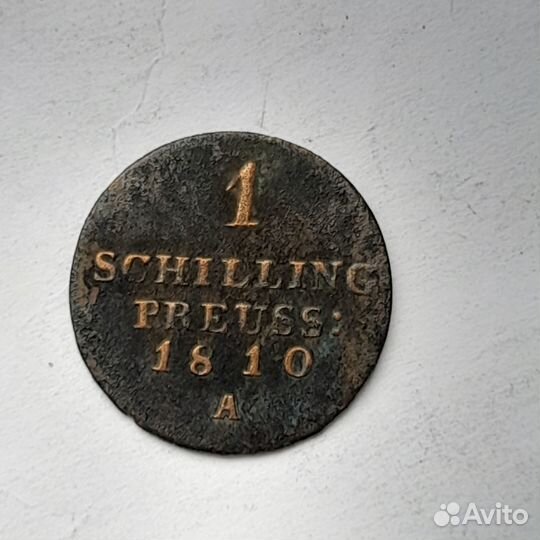 1
SCHILLING
PREUSS:
1810
A
Avito